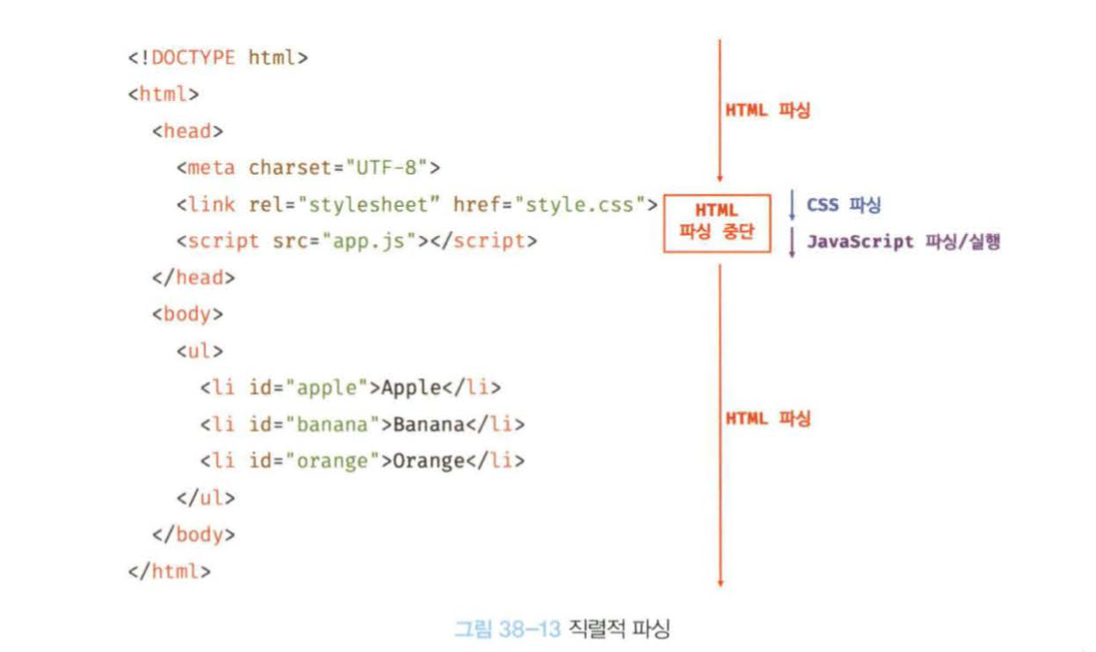 <!DOCTYPE html>
<html>
HTML 파싱
<head>
<meta charset="UTF-8">
<link rel="stylesheet” href="style.css">
HTML
파싱 중단
CSS 파싱
<script src="app.js"></script>
JavaScript 파싱/실행
</head>
<body>
<ul>
<li id="apple">Apple</li>
<li id="banana">Banana</li>
HTML 파싱
<li id="orange">Orange</li>
</ul>
</body>
</html>
그림 38-13 직렬적 파싱